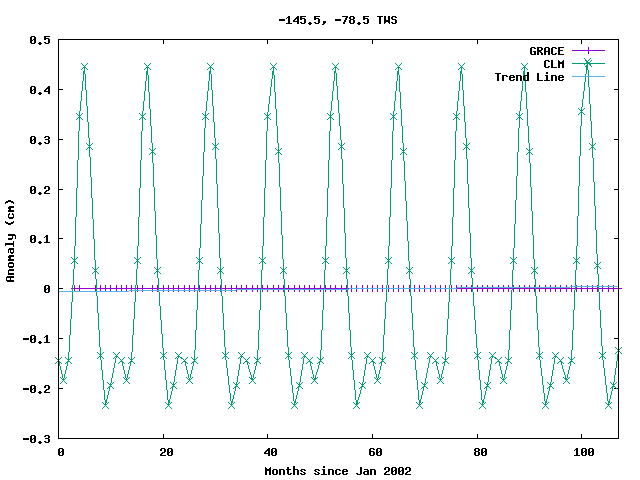 -145.5, -78.5 TWS
GRACE
CLM
Trend Line
0.5
0.4
0.3
0.2
0.1
0
-0.1
-0.2
-0.3
Anomaly (cm)
0 20 40 60 80 100
Months since Jan 2002